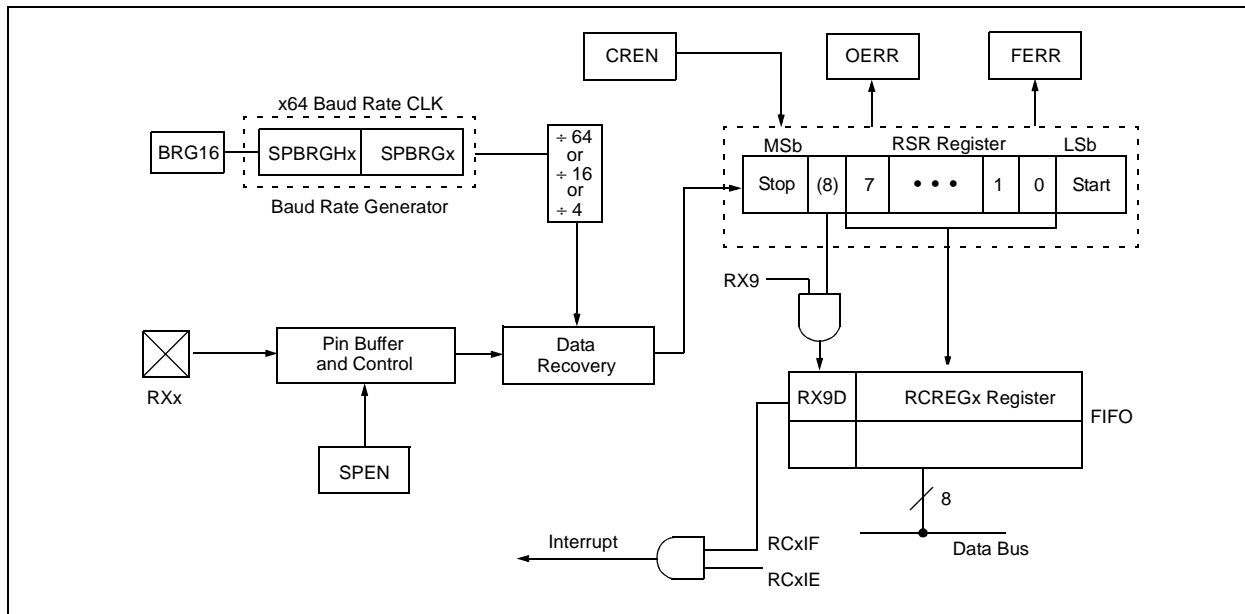 CREN
OERR
FERR
x64 Baud Rate CLK
BRG16
SPBRGHx
SPBRGx
Baud Rate Generator
÷ 64
or
÷ 16
or
÷ 4
MSb
RSR Register
LSb
Stop
(8)
7
• • •
1
0
Start
RX9
RXx
Pin Buffer
and Control
Data
Recovery
SPEN
RX9D
RCREGx Register
FIFO
8
Data Bus
Interrupt
RCxIF
RCxIE